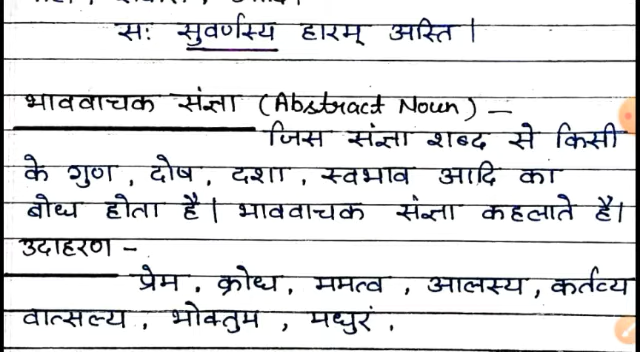 सः सुवर्णस्य हारम् अस्ति |
भाववाचक संज्ञा (Abstract Noun) —
जिस संज्ञा शब्द से किसी
के गुण, दोष, दशा, स्वभाव आदि का
बोध होता है| भाववाचक संज्ञा कहलाते है|
उदाहरण -
प्रेम, क्रोध, ममत्व, आलस्य, कर्तव्य
वात्सल्य, भोक्तुम, मधुरं,